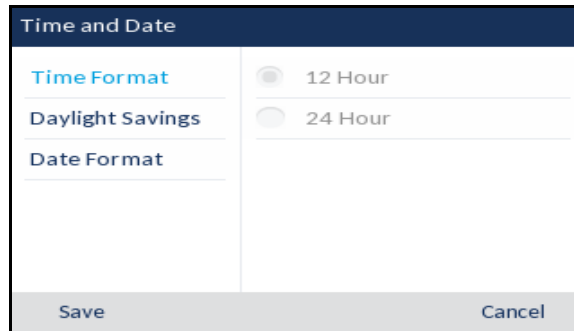 Time and Date
Time Format
12 Hour
Daylight Savings
24 Hour
Date Format
Save
Cancel